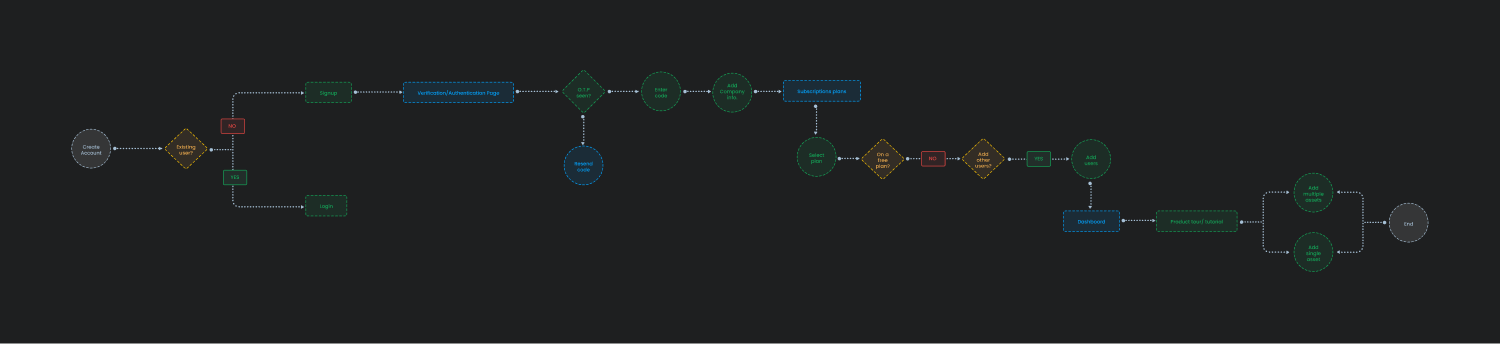 Create
Account
Existing
user?
NO
YES
Signup
Login
Verification/Authentication Page
O.T.P
seen?
Resend
code
Enter
code
Add
Company
info.
Subscriptions plans
Select
plan
On a
free
plan?
NO
Add
other
users?
YES
Add
users
Dashboard
Product tour/ tutorial
Add
multiple
assets
Add
single
asset
End